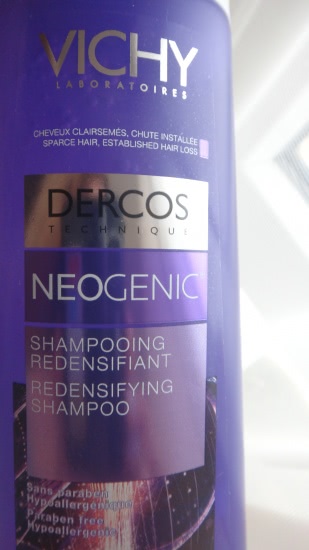 VICHY
LABORATOIRES
CHEVEUX CLAIRSEMÉS, CHUTE INSTALLÉE
SPARCE HAIR, ESTABLISHED HAIR LOSS
DERCOS
TECHNIQUE
NEOGENIC
SHAMPOOING
REDENSIFIANT
REDENSIFYING
SHAMPOO
Sans paraben
Hypoallergénique
Paraben free
Hypoallergenic